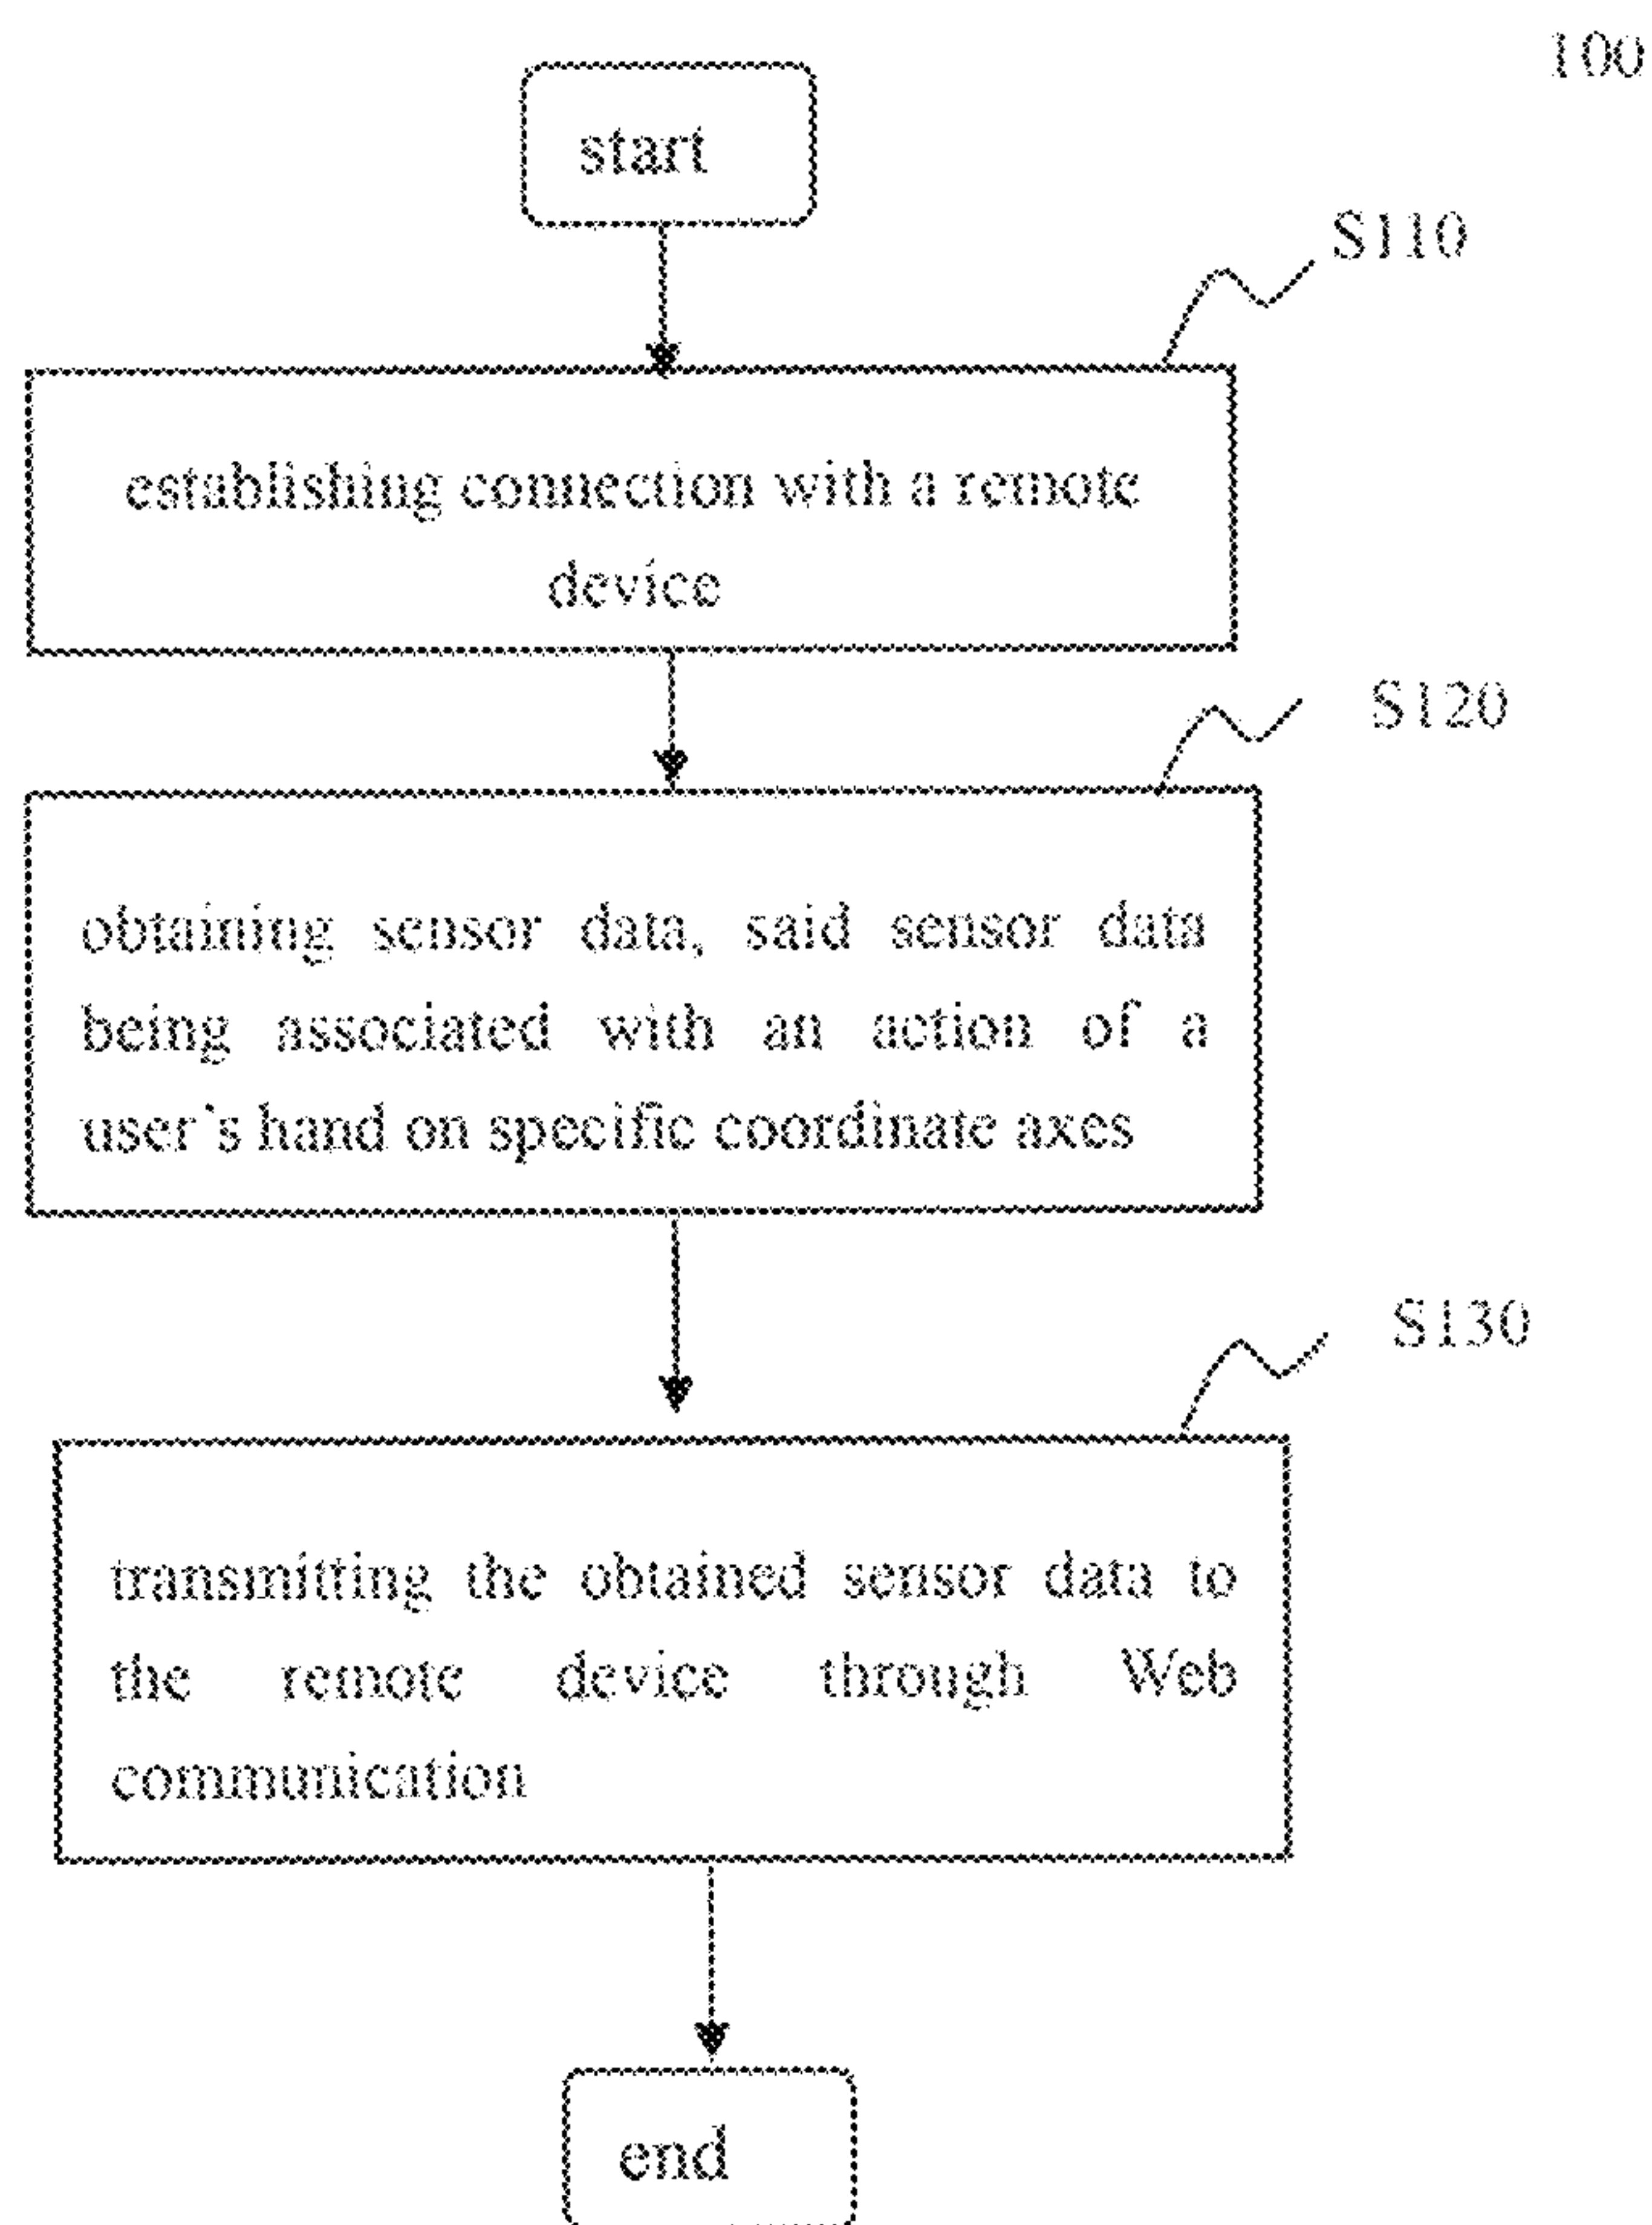 100
start
S110
establishing connection with a remote
device
S120
obtaining sensor data, said sensor data
being associated with an action of a
user's hand on specific coordinate axes
S130
transmitting the obtained sensor data to
the remote device through Web
communication
end